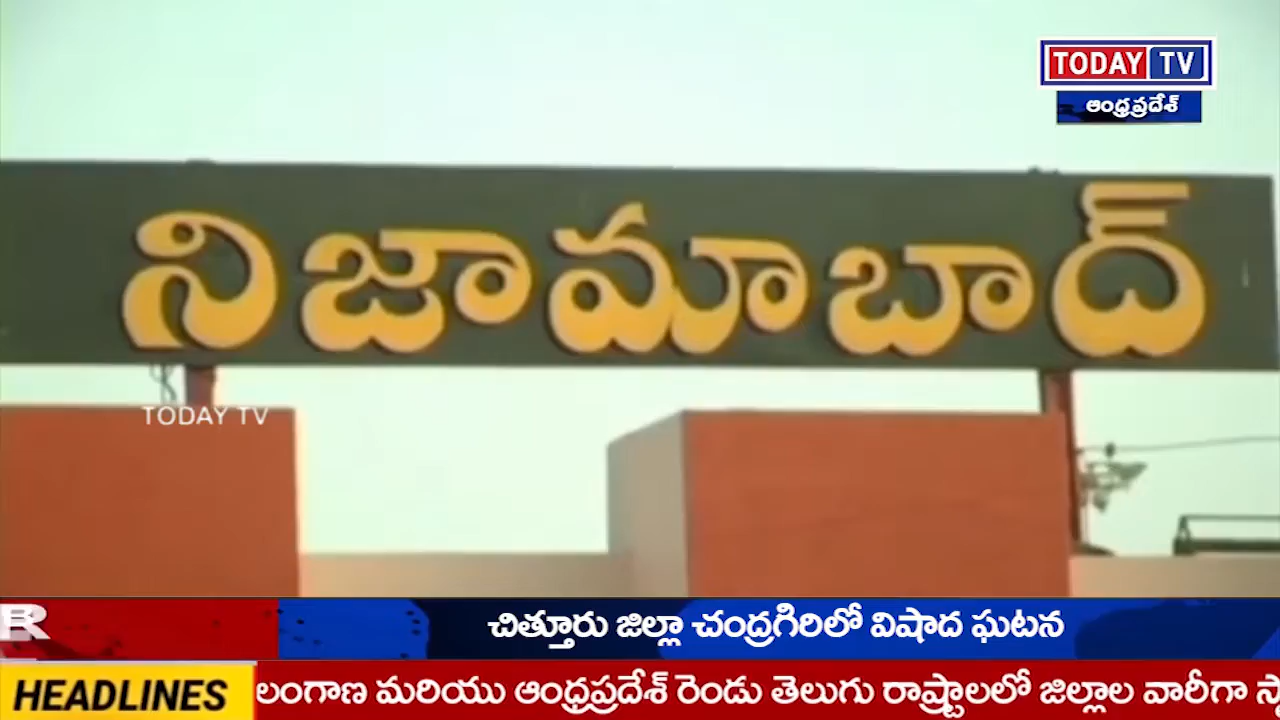 TODAY TV
ఆంధ్రప్రదేశ్
నిజామాబాద్
TODAY TV
R
చిత్తూరు జిల్లా చంద్రగిరిలో విషాద ఘటన
HEADLINES
లంగాణ మరియు ఆంధ్రప్రదేశ్ రెండు తెలుగు రాష్ట్రాలలో జిల్లాల వారీగా